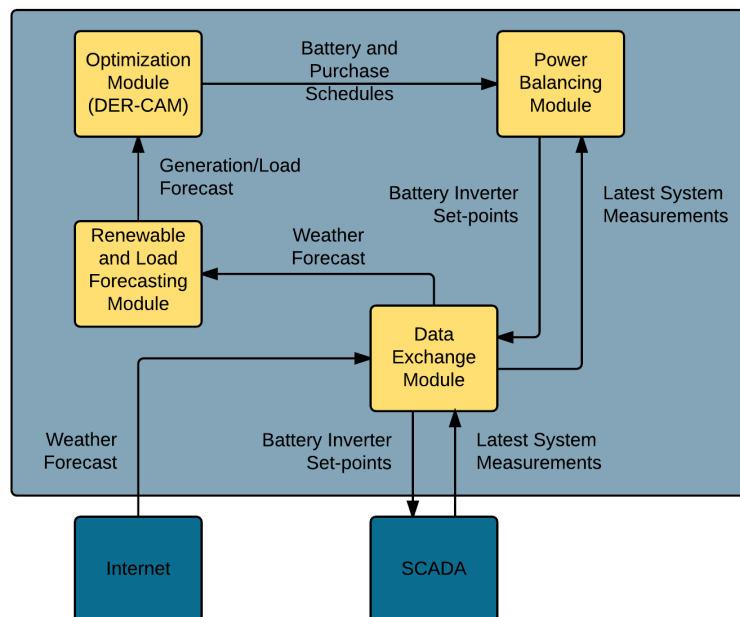 Optimization
Module
(DER-CAM)
Battery and
Purchase
Schedules
Power
Balancing
Module
Generation/Load
Forecast
Battery Inverter
Set-points
Latest System
Measurements
Renewable
and Load
Forecasting
Module
Weather
Forecast
Data
Exchange
Module
Weather
Forecast
Battery Inverter
Set-points
Latest System
Measurements
Internet
SCADA